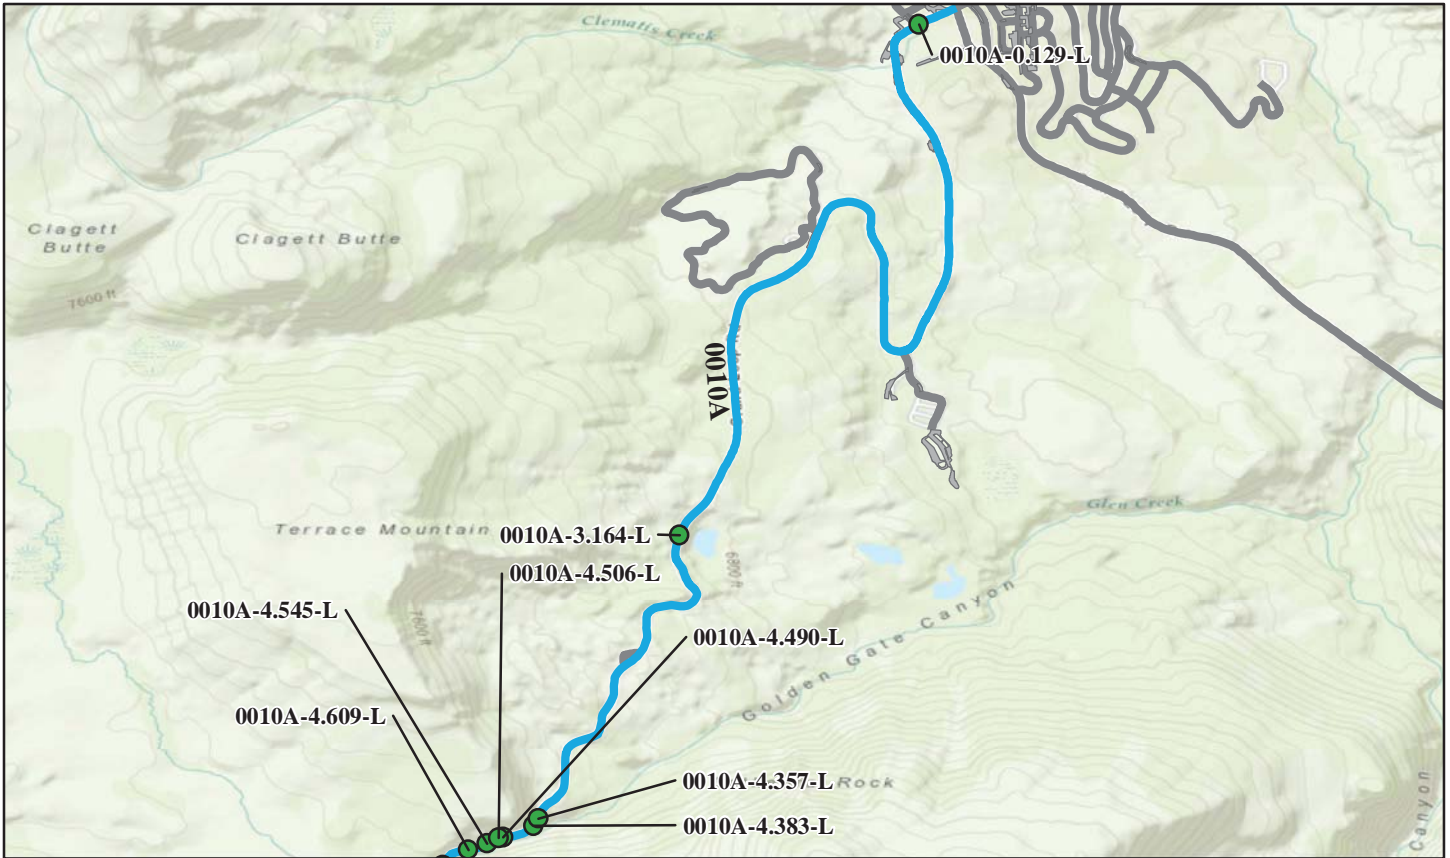 Clematis Creek
0010A-0.129-L
Clagett
Butte
Clagett Butte
7600 ft
0010A
Glen Creek
Terrace Mountain
0010A-3.164-L
6800 ft
0010A-4.506-L
0010A-4.545-L
7600 ft
0010A-4.490-L
Golden Gate Canyon
0010A-4.609-L
0010A-4.357-L
Rock
0010A-4.383-L
Canyon